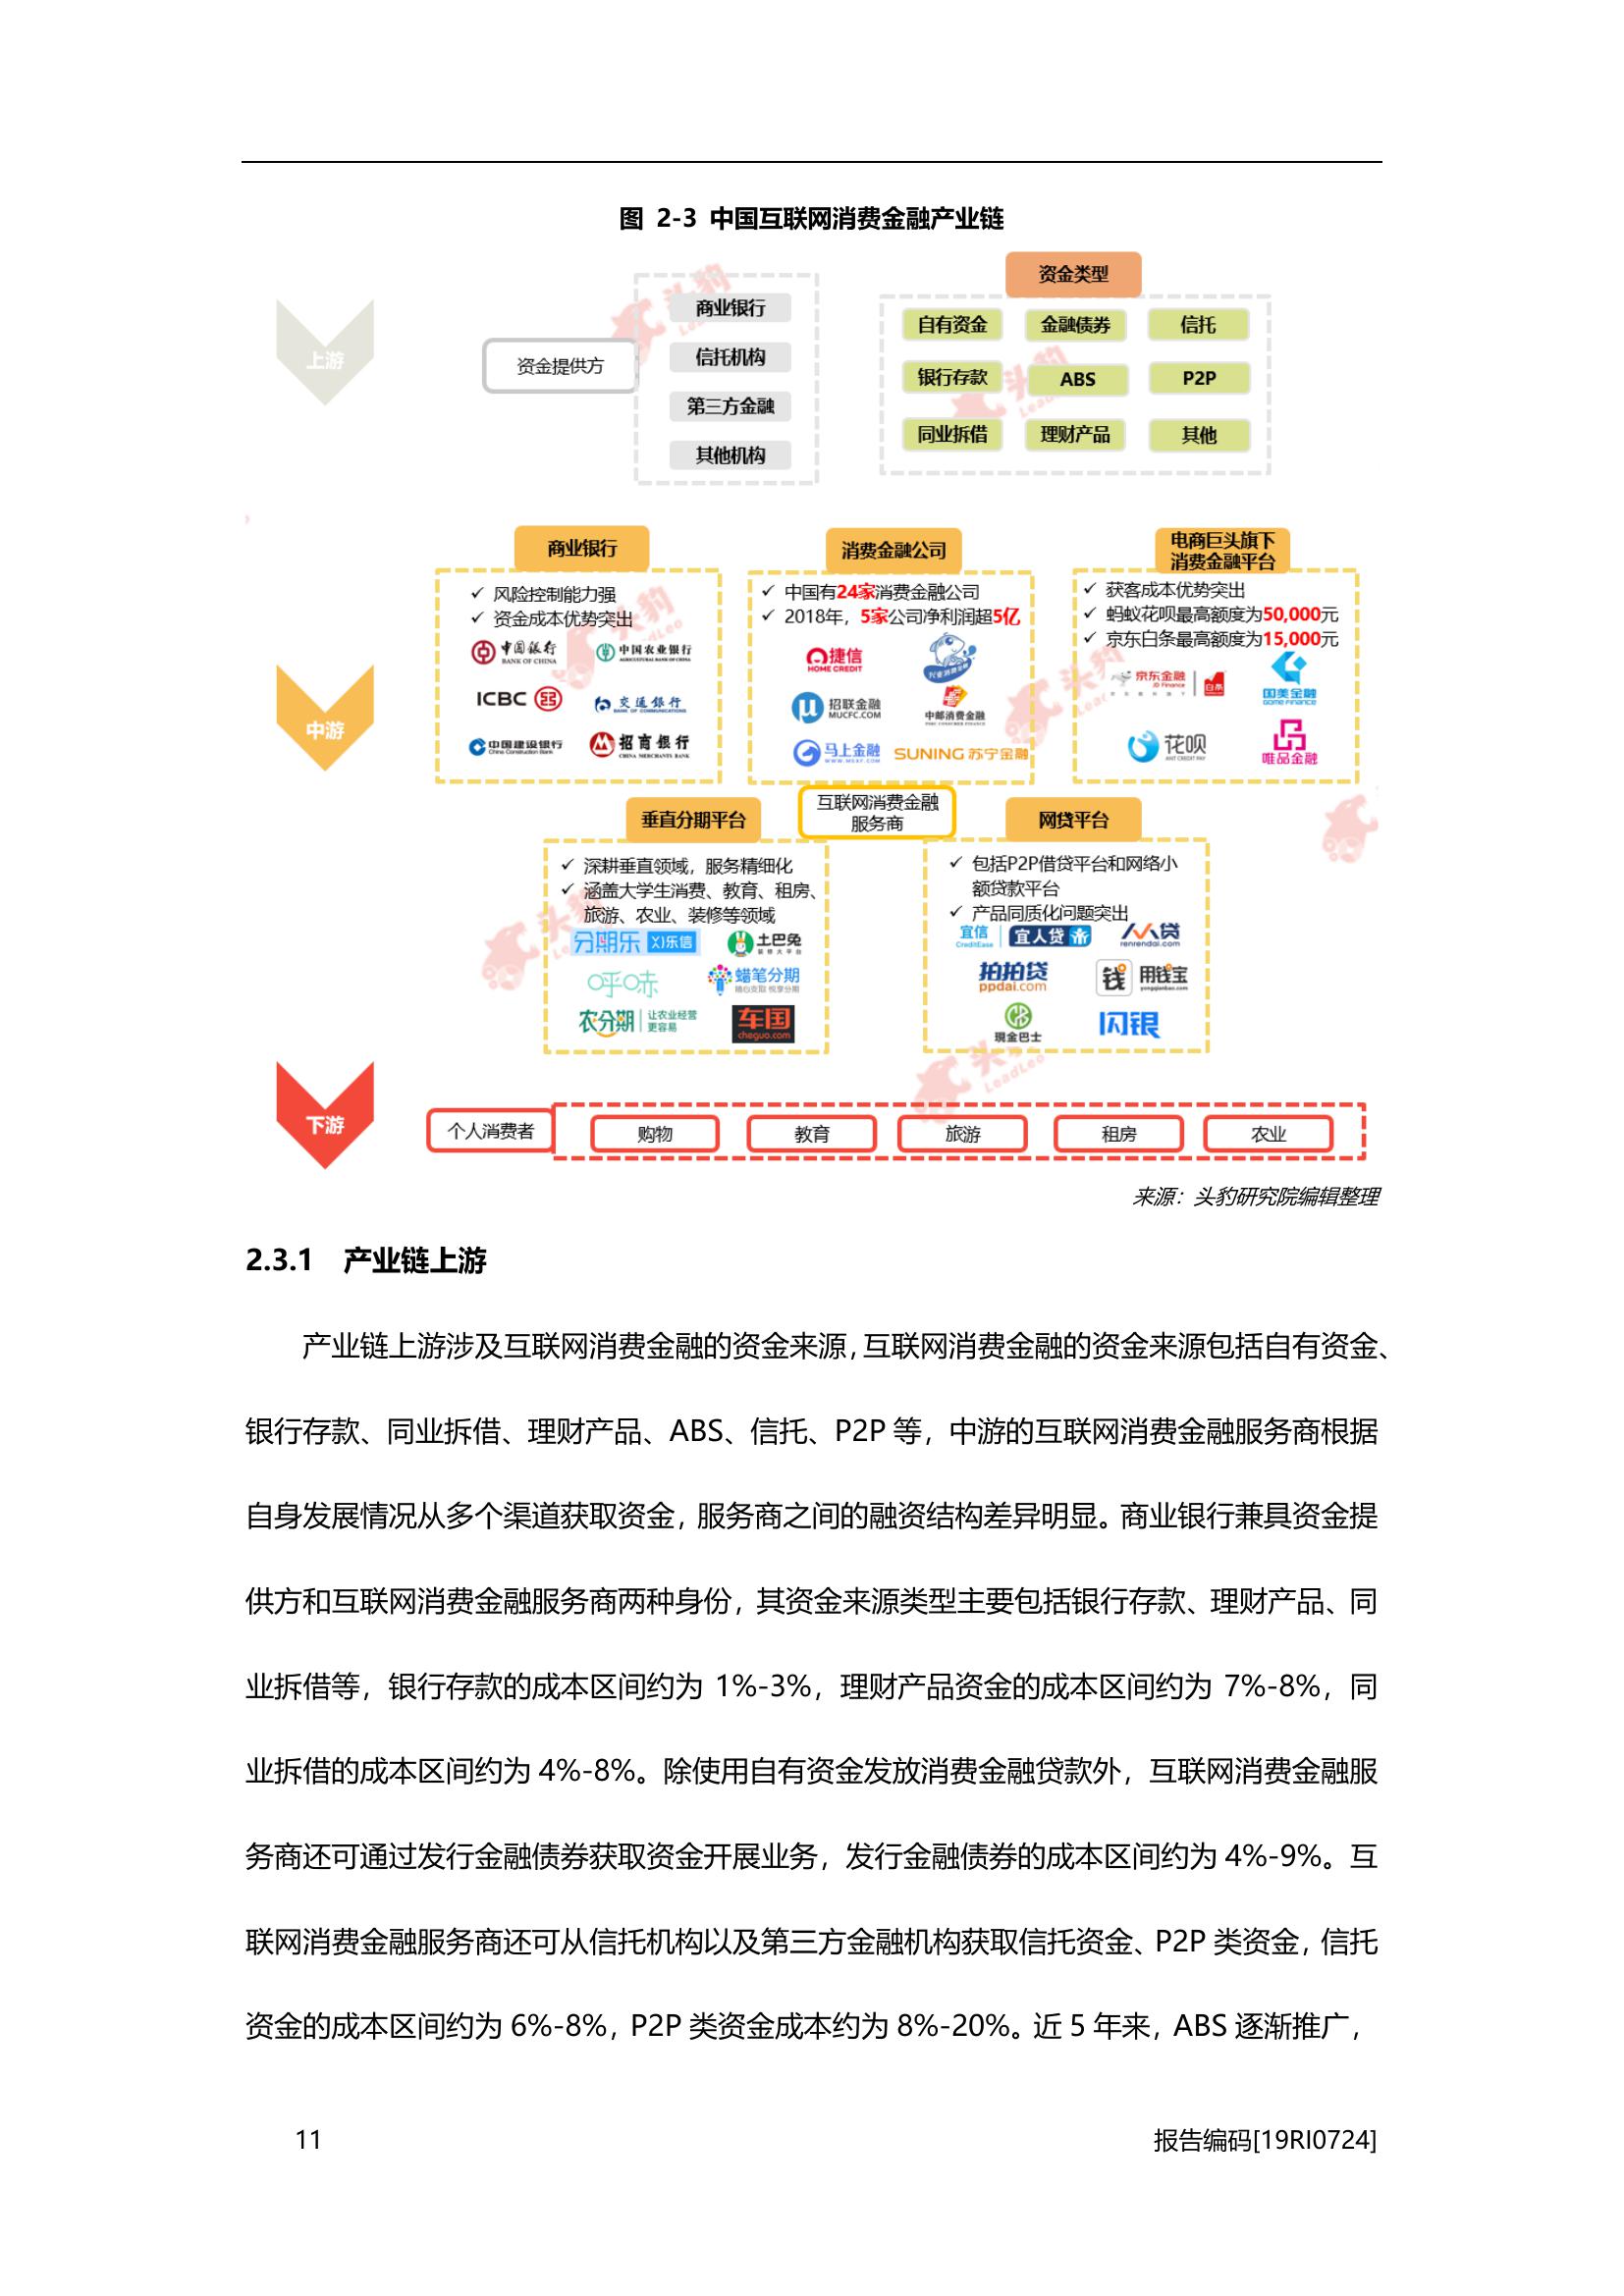 图 2-3 中国互联网消费金融产业链
上游
资金提供方
商业银行
信托机构
第三方金融
其他机构
资金类型
自有资金 金融债券 信托
银行存款 ABS P2P
同业拆借 理财产品 其他
中游
商业银行
✓ 风险控制能力强
✓ 资金成本优势突出
中国银行 BANK OF CHINA
中国农业银行 AGRICULTURAL BANK OF CHINA
ICBC
交通银行 BANK OF COMMUNICATIONS
中国建设银行 China Construction Bank
招商银行 CHINA MERCHANTS BANK
消费金融公司
✓ 中国有24家消费金融公司
✓ 2018年，5家公司净利润超5亿
捷信 HOME CREDIT
招联金融 MUCFC.COM
中邮消费金融
马上金融 WWW.MSXF.COM
SUNING 苏宁金融
电商巨头旗下
消费金融平台
✓ 获客成本优势突出
✓ 蚂蚁花呗最高额度为50,000元
✓ 京东白条最高额度为15,000元
京东金融 JD Finance 白条
国美金融 GOME FINANCE
花呗 ANT CREDIT PAY
唯品金融
互联网消费金融
服务商
垂直分期平台
✓ 深耕垂直领域，服务精细化
✓ 涵盖大学生消费、教育、租房、
旅游、农业、装修等领域
分期乐 乐信
土巴兔
呼哧
蜡笔分期
农分期 让农业经营
更容易
车国 cheguo.com
网贷平台
✓ 包括P2P借贷平台和网络小
额贷款平台
✓ 产品同质化问题突出
宜信 CreditEase 宜人贷
人人贷 renrendai.com
拍拍贷 ppdai.com
钱 用钱宝 yongqianbao.com
现金巴士
闪银
下游
个人消费者 购物 教育 旅游 租房 农业
头豹 LeadLeo
来源：头豹研究院编辑整理
2.3.1 产业链上游
产业链上游涉及互联网消费金融的资金来源，互联网消费金融的资金来源包括自有资金、
银行存款、同业拆借、理财产品、ABS、信托、P2P 等，中游的互联网消费金融服务商根据
自身发展情况从多个渠道获取资金，服务商之间的融资结构差异明显。商业银行兼具资金提
供方和互联网消费金融服务商两种身份，其资金来源类型主要包括银行存款、理财产品、同
业拆借等，银行存款的成本区间约为 1%-3%，理财产品资金的成本区间约为 7%-8%，同
业拆借的成本区间约为 4%-8%。除使用自有资金发放消费金融贷款外，互联网消费金融服
务商还可通过发行金融债券获取资金开展业务，发行金融债券的成本区间约为 4%-9%。互
联网消费金融服务商还可从信托机构以及第三方金融机构获取信托资金、P2P 类资金，信托
资金的成本区间约为 6%-8%，P2P 类资金成本约为 8%-20%。近 5 年来，ABS 逐渐推广，
11
报告编码[19RI0724]